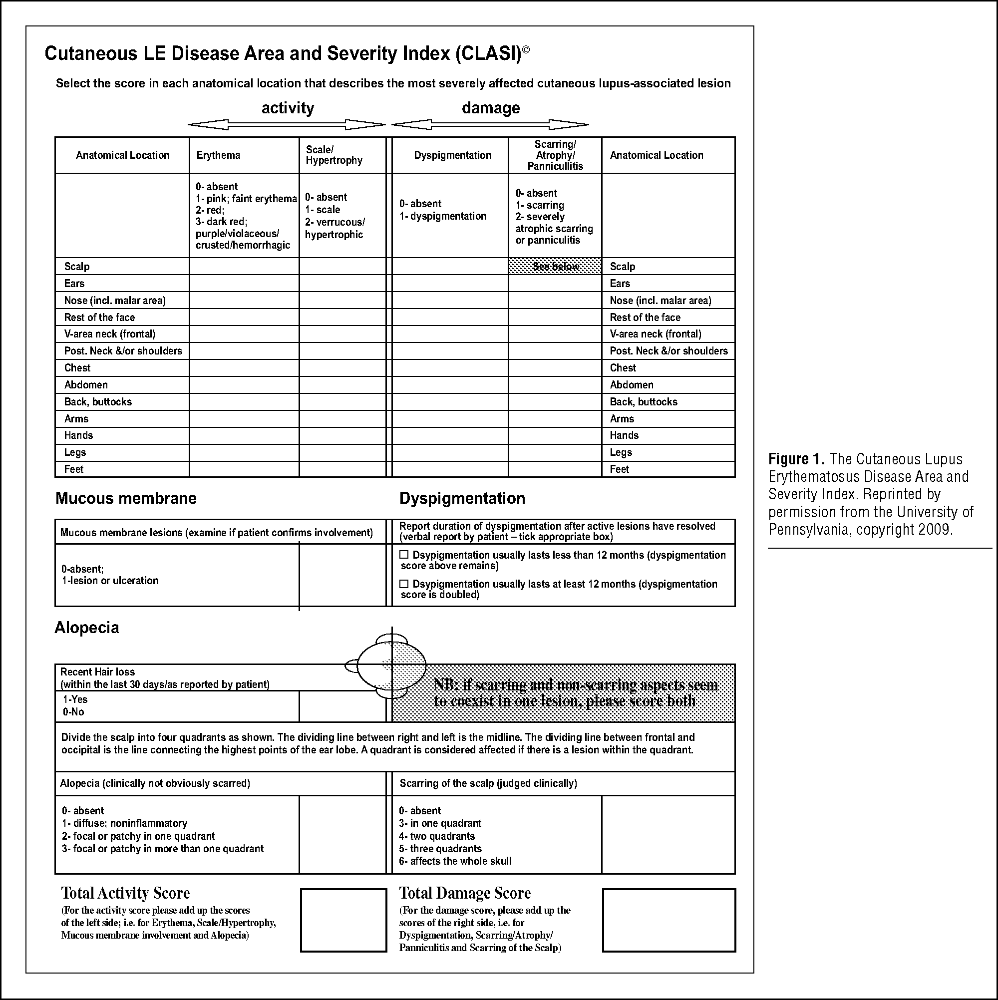 Cutaneous LE Disease Area and Severity Index (CLASI)©
Select the score in each anatomical location that describes the most severely affected cutaneous lupus-associated lesion
activity damage
Anatomical Location Erythema Scale/ Hypertrophy Dyspigmentation Scarring/ Atrophy/ Pannicullitis Anatomical Location
0- absent
1- pink; faint erythema
2- red;
3- dark red;
purple/violaceous/
crusted/hemorrhagic
0- absent
1- scale
2- verrucous/
hypertrophic
0- absent
1- dyspigmentation
0- absent
1- scarring
2- severely
atrophic scarring
or panniculitis
Scalp See below Scalp
Ears Ears
Nose (incl. malar area) Nose (incl. malar area)
Rest of the face Rest of the face
V-area neck (frontal) V-area neck (frontal)
Post. Neck &/or shoulders Post. Neck &/or shoulders
Chest Chest
Abdomen Abdomen
Back, buttocks Back, buttocks
Arms Arms
Hands Hands
Legs Legs
Feet Feet
Mucous membrane
Mucous membrane lesions (examine if patient confirms involvement)
0-absent;
1-lesion or ulceration
Dyspigmentation
Report duration of dyspigmentation after active lesions have resolved
(verbal report by patient – tick appropriate box)
Dsypigmentation usually lasts less than 12 months (dyspigmentation
score above remains)
Dsypigmentation usually lasts at least 12 months (dyspigmentation
score is doubled)
Alopecia
Recent Hair loss
(within the last 30 days/as reported by patient)
1-Yes
0-No
NB: if scarring and non-scarring aspects seem
to coexist in one lesion, please score both
Divide the scalp into four quadrants as shown. The dividing line between right and left is the midline. The dividing line between frontal and
occipital is the line connecting the highest points of the ear lobe. A quadrant is considered affected if there is a lesion within the quadrant.
Alopecia (clinically not obviously scarred)
0- absent
1- diffuse; noninflammatory
2- focal or patchy in one quadrant
3- focal or patchy in more than one quadrant
Scarring of the scalp (judged clinically)
0- absent
3- in one quadrant
4- two quadrants
5- three quadrants
6- affects the whole skull
Total Activity Score
(For the activity score please add up the scores
of the left side; i.e. for Erythema, Scale/Hypertrophy,
Mucous membrane involvement and Alopecia)
Total Damage Score
(For the damage score, please add up the
scores of the right side, i.e. for
Dyspigmentation, Scarring/Atrophy/
Panniculitis and Scarring of the Scalp)
Figure 1. The Cutaneous Lupus
Erythematosus Disease Area and
Severity Index. Reprinted by
permission from the University of
Pennsylvania, copyright 2009.